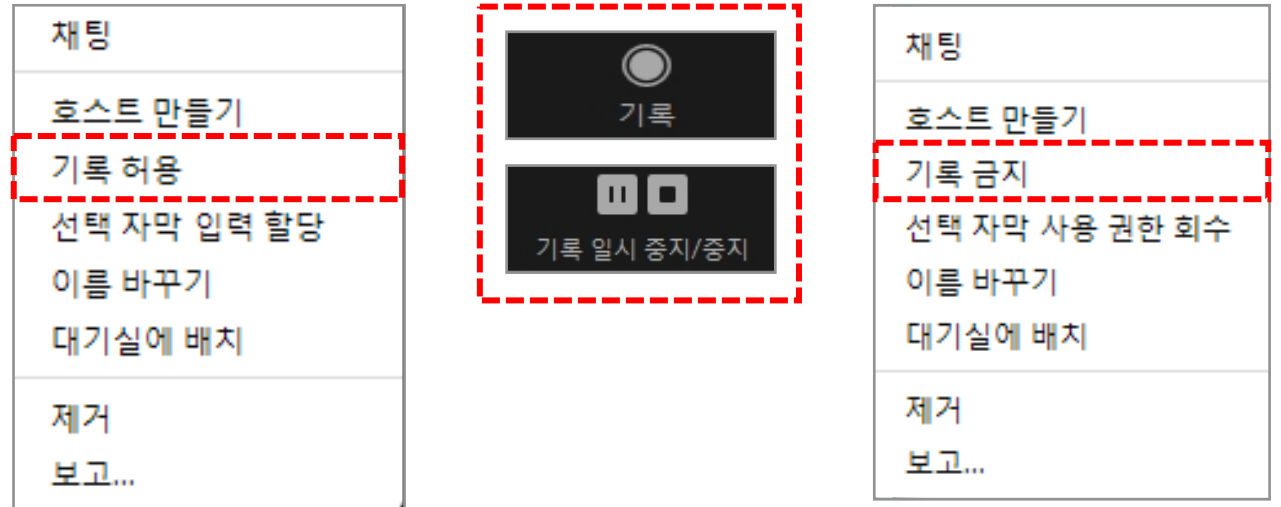 채팅
호스트 만들기
기록 허용
선택 자막 입력 할당
이름 바꾸기
대기실에 배치
제거
보고...
기록
기록 일시 중지/중지
채팅
호스트 만들기
기록 금지
선택 자막 사용 권한 회수
이름 바꾸기
대기실에 배치
제거
보고...